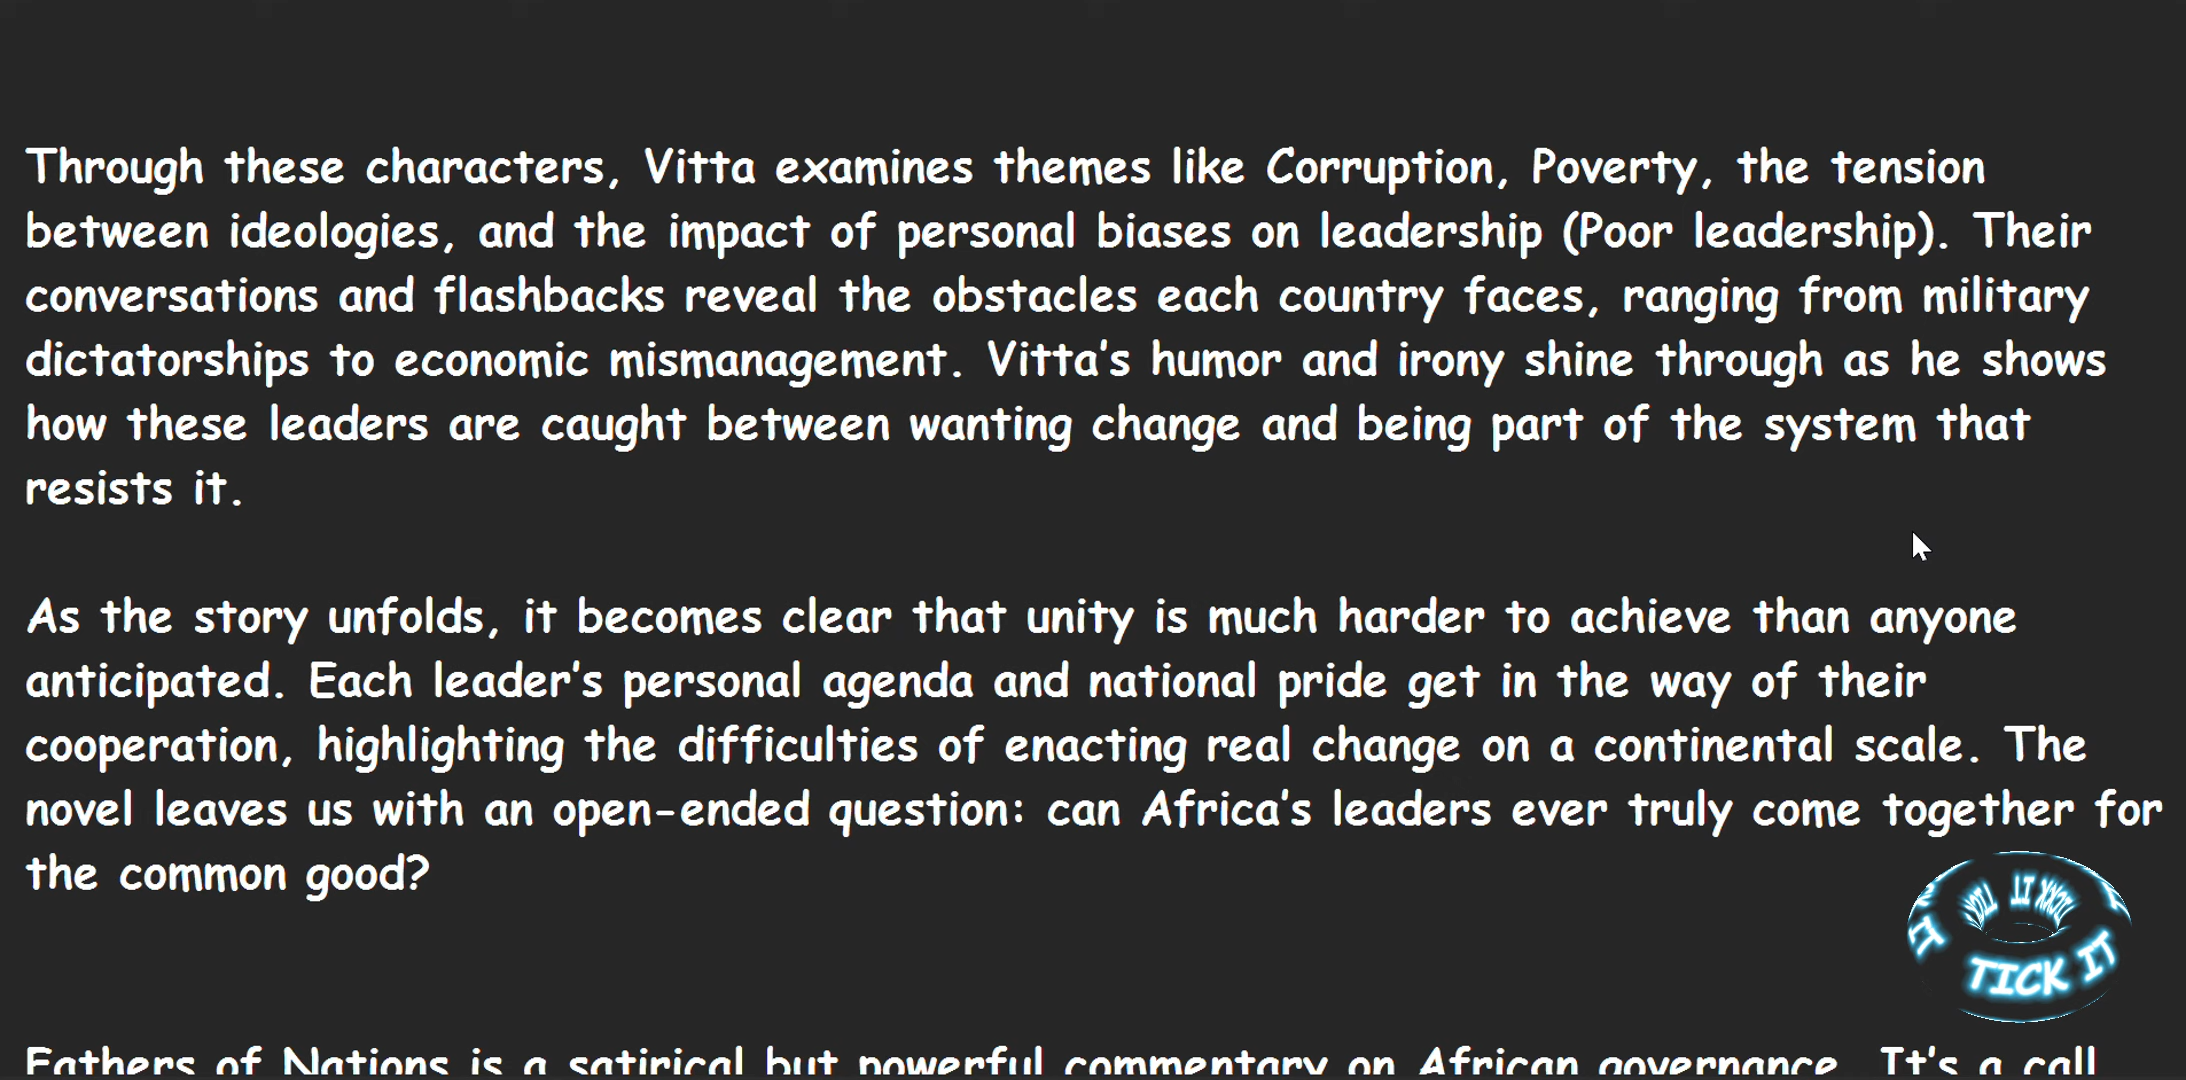 Through these characters, Vitta examines themes like Corruption, Poverty, the tension
between ideologies, and the impact of personal biases on leadership (Poor leadership). Their
conversations and flashbacks reveal the obstacles each country faces, ranging from military
dictatorships to economic mismanagement. Vitta's humor and irony shine through as he shows
how these leaders are caught between wanting change and being part of the system that
resists it.
As the story unfolds, it becomes clear that unity is much harder to achieve than anyone
anticipated. Each leader's personal agenda and national pride get in the way of their
cooperation, highlighting the difficulties of enacting real change on a continental scale. The
novel leaves us with an open-ended question: can Africa's leaders ever truly come together for
the common good?
TICK IT
Fathers of Nations is a satirical but powerful commentary on African governance. It's a call